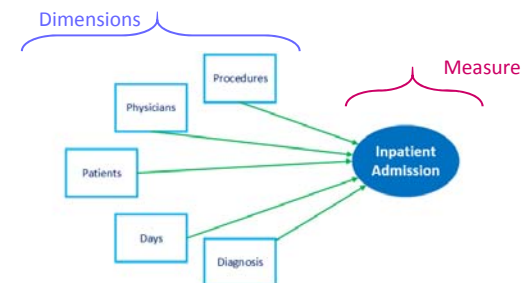 Dimensions
Measure
Procedures
Physicians
Inpatient
Admission
Patients
Days
Diagnosis